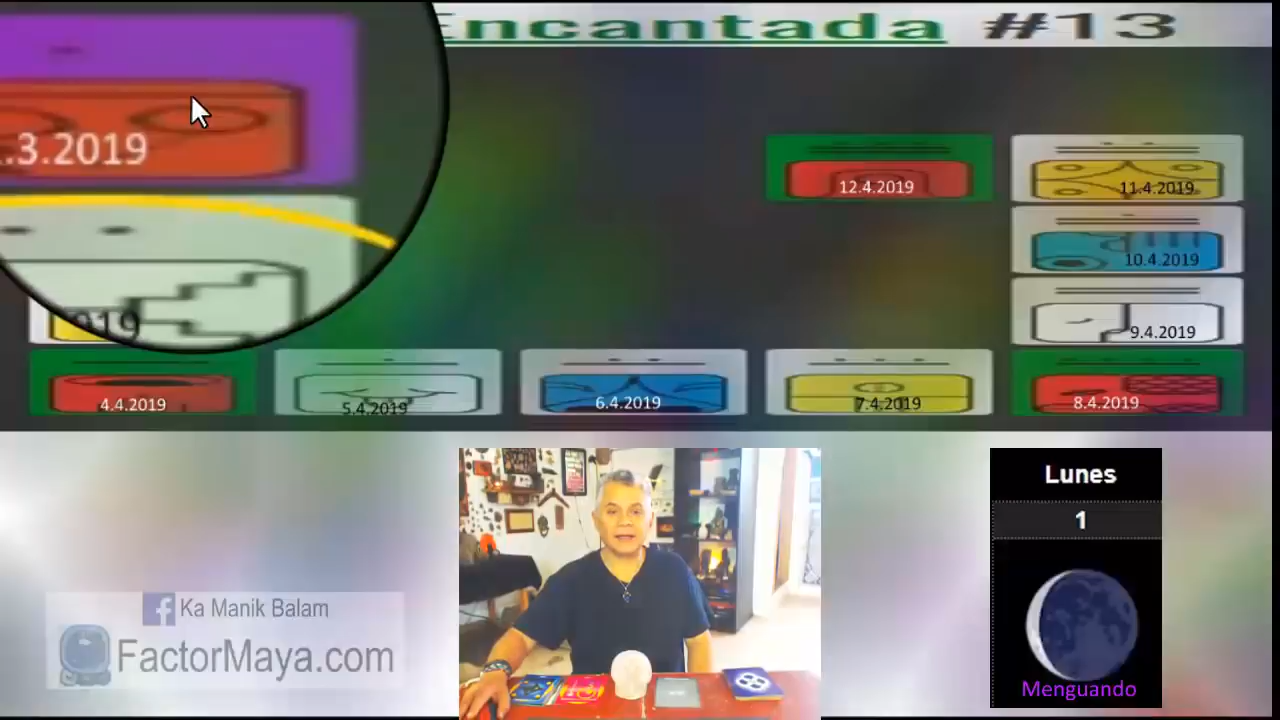 Encantada #13
.3.2019
12.4.2019
11.4.2019
10.4.2019
019
9.4.2019
4.4.2019
5.4.2019
6.4.2019
7.4.2019
8.4.2019
Lunes
1
Menguando
Ka Manik Balam
FactorMaya.com